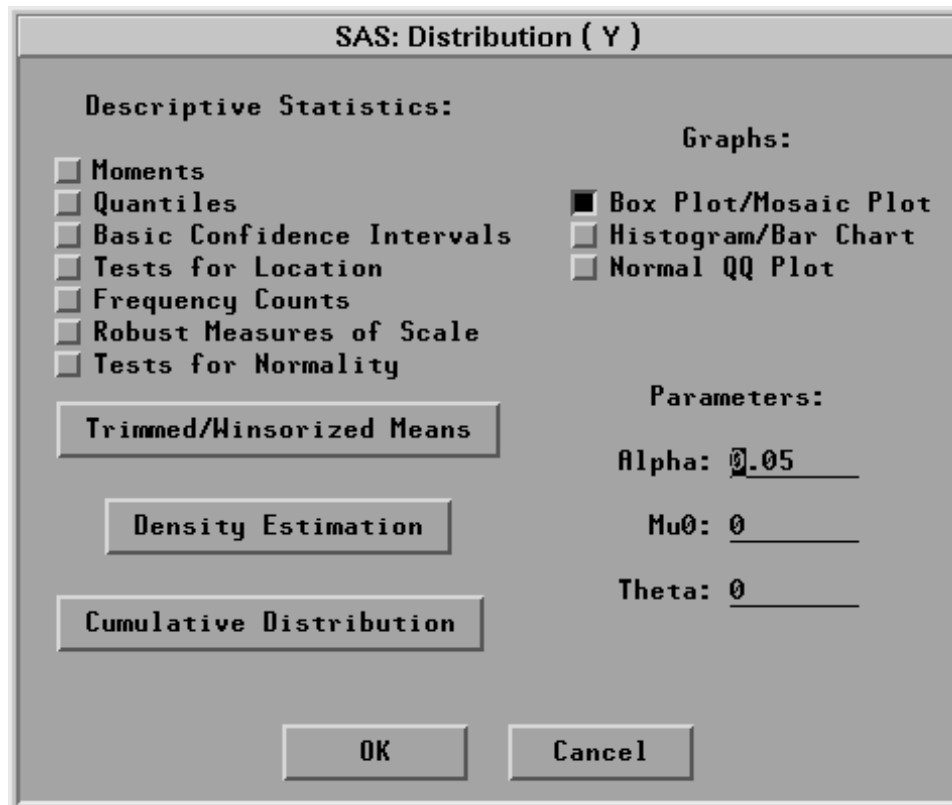 SAS: Distribution ( Y )
Descriptive Statistics:
Moments
Quantiles
Basic Confidence Intervals
Tests for Location
Frequency Counts
Robust Measures of Scale
Tests for Normality
Trimmed/Winsorized Means
Density Estimation
Cumulative Distribution
Graphs:
Box Plot/Mosaic Plot
Histogram/Bar Chart
Normal QQ Plot
Parameters:
Alpha: 0.05
Mu0: 0
Theta: 0
OK
Cancel